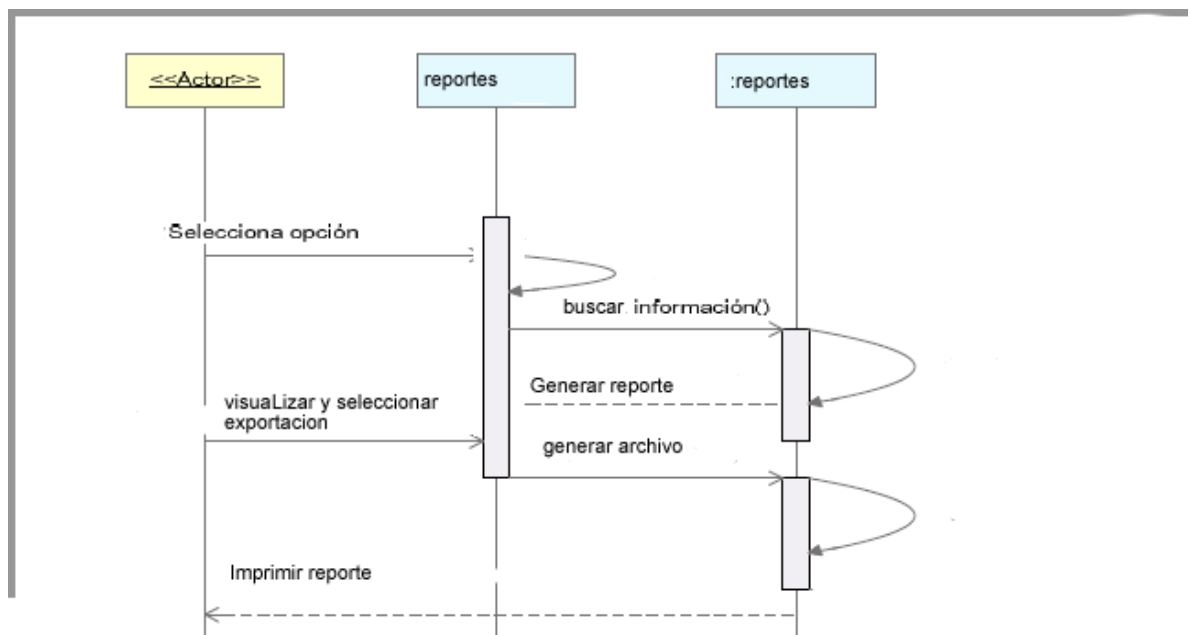 <<Actor>>
reportes
:reportes
Selecciona opción
buscar información()
Generar reporte
visuaLizar y seleccionar
exportacion
generar archivo
Imprimir reporte